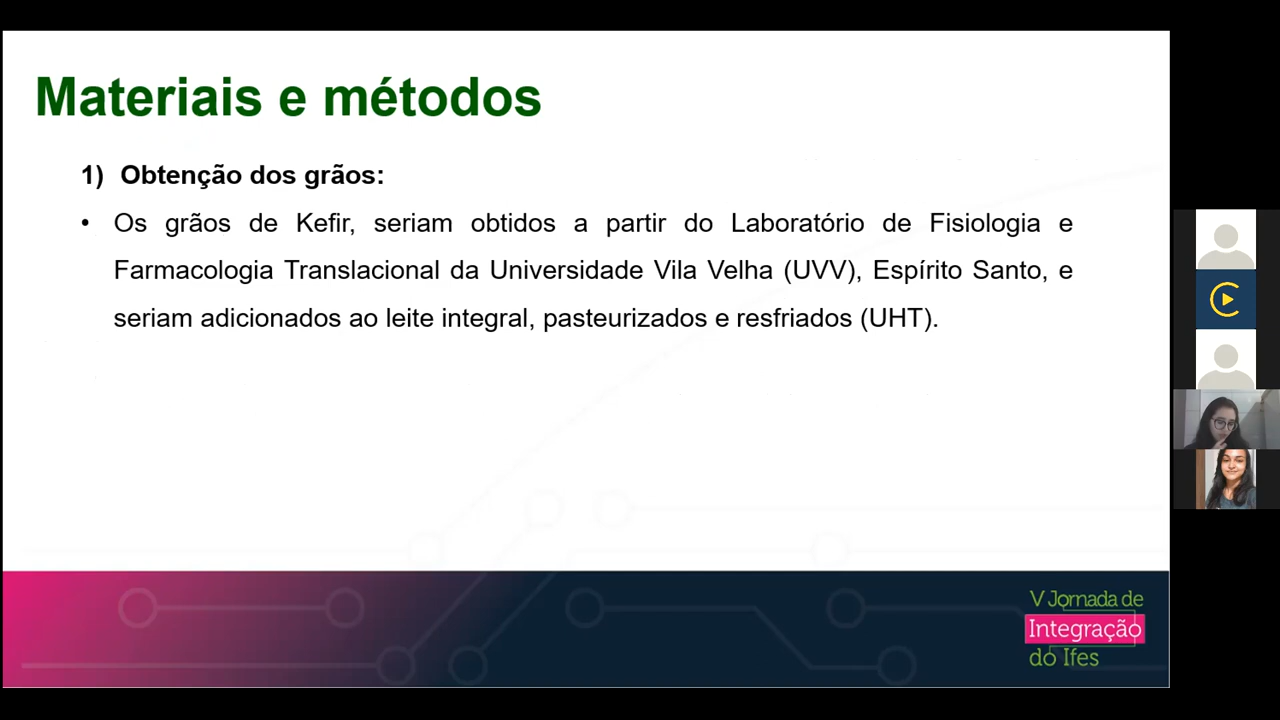 Materiais e métodos
1) Obtenção dos grãos:
• Os grãos de Kefir, seriam obtidos a partir do Laboratório de Fisiologia e
Farmacologia Translacional da Universidade Vila Velha (UVV), Espírito Santo, e
seriam adicionados ao leite integral, pasteurizados e resfriados (UHT).
V Jornada de
Integração
do Ifes